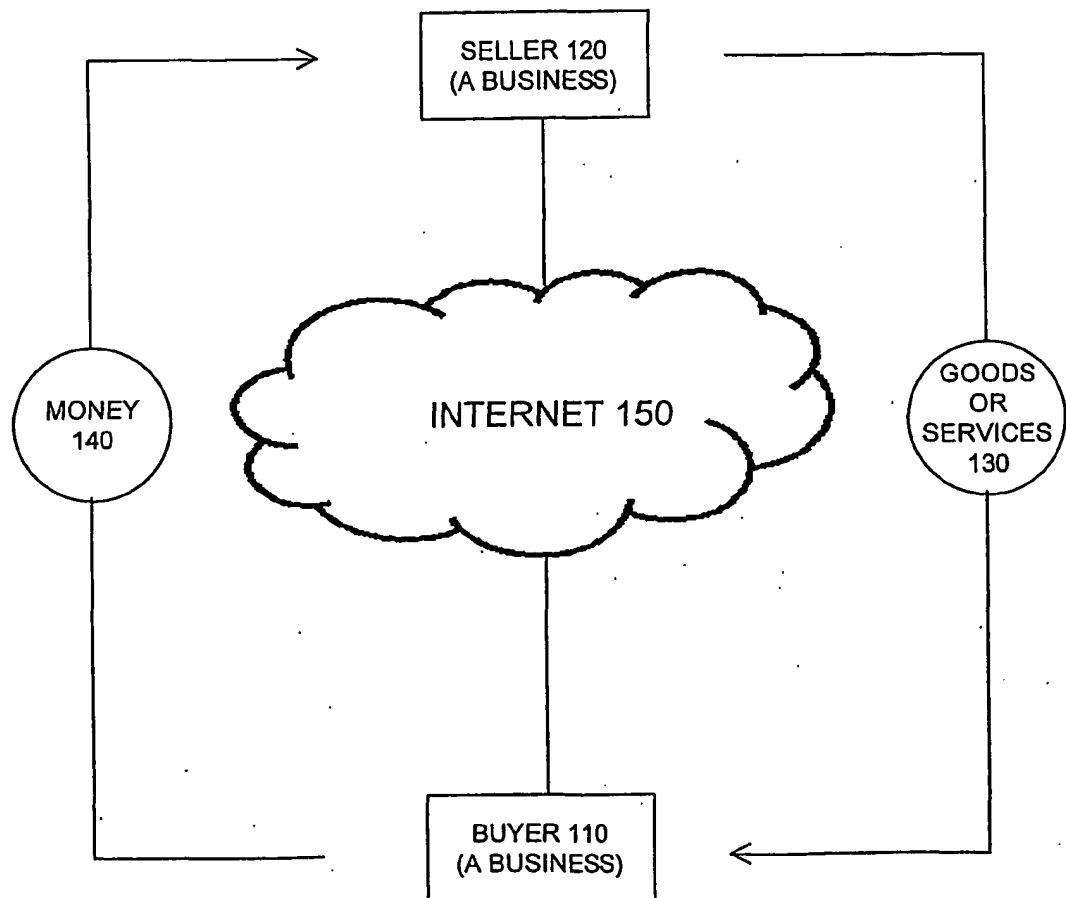 SELLER 120
(A BUSINESS)
MONEY
140
INTERNET 150
GOODS
OR
SERVICES
130
BUYER 110
(A BUSINESS)